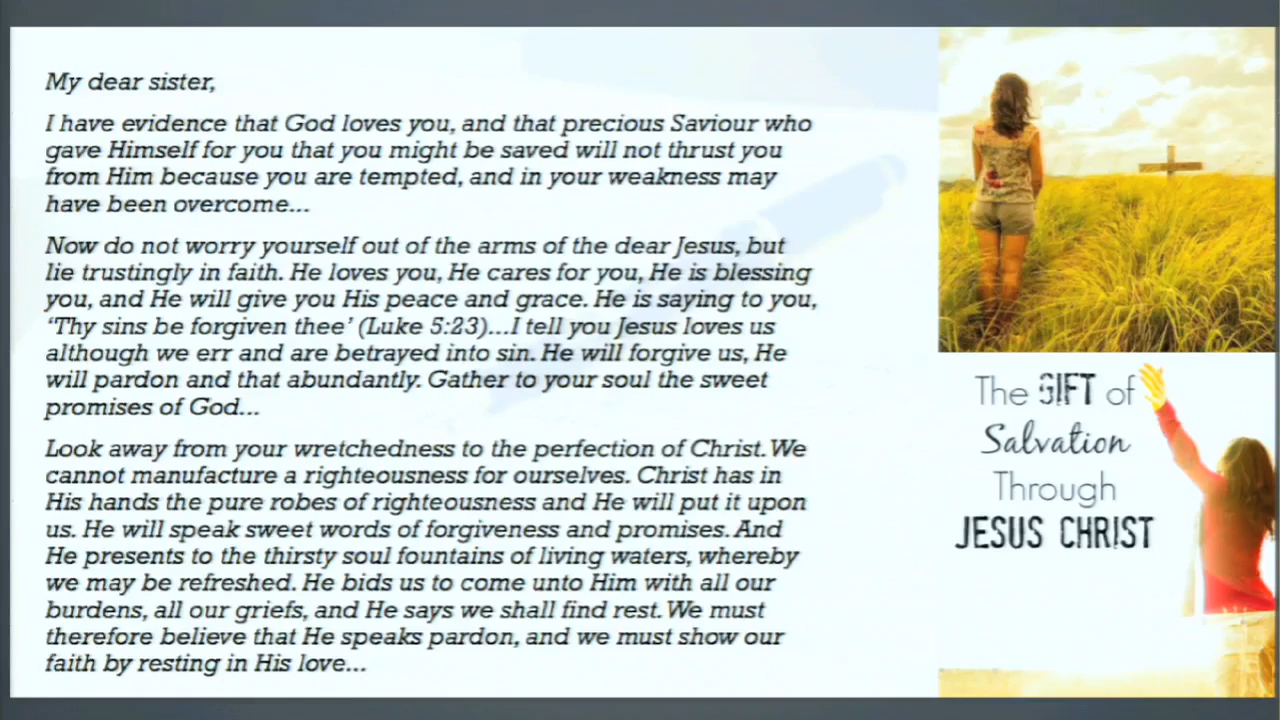 My dear sister,
I have evidence that God loves you, and that precious Saviour who
gave Himself for you that you might be saved will not thrust you
from Him because you are tempted, and in your weakness may
have been overcome...
Now do not worry yourself out of the arms of the dear Jesus, but
lie trustingly in faith. He loves you, He cares for you, He is blessing
you, and He will give you His peace and grace. He is saying to you,
‘Thy sins be forgiven thee’ (Luke 5:23)...I tell you Jesus loves us
although we err and are betrayed into sin. He will forgive us, He
will pardon and that abundantly. Gather to your soul the sweet
promises of God...
Look away from your wretchedness to the perfection of Christ. We
cannot manufacture a righteousness for ourselves. Christ has in
His hands the pure robes of righteousness and He will put it upon
us. He will speak sweet words of forgiveness and promises. And
He presents to the thirsty soul fountains of living waters, whereby
we may be refreshed. He bids us to come unto Him with all our
burdens, all our griefs, and He says we shall find rest. We must
therefore believe that He speaks pardon, and we must show our
faith by resting in His love...
The GIFT of
Salvation
Through
JESUS CHRIST